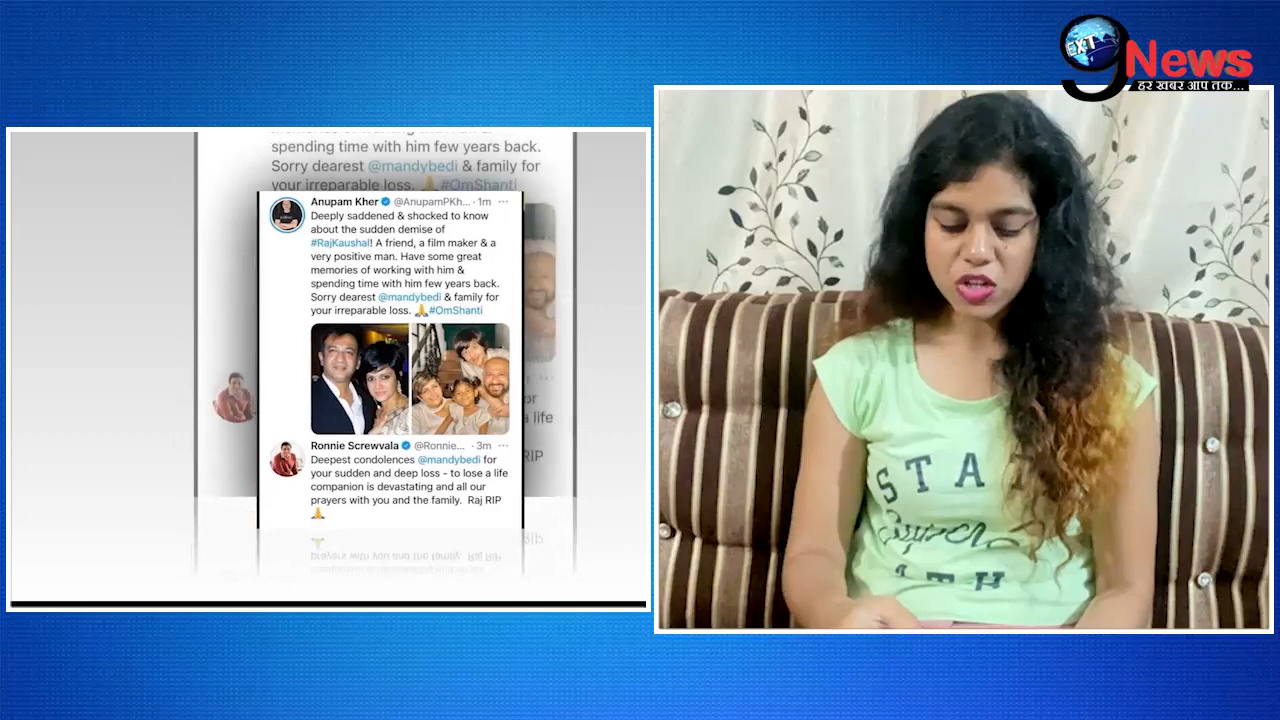 EXT
9 News
हर खबर आप तक...
spending time with him few years back.
Sorry dearest @mandybedi & family for
your irreparable loss. 🙏 #OmShanti
Anupam Kher @AnupamPKh... · 1m ···
Deeply saddened & shocked to know
about the sudden demise of
#RajKaushal! A friend, a film maker & a
very positive man. Have some great
memories of working with him &
spending time with him few years back.
Sorry dearest @mandybedi & family for
your irreparable loss. 🙏#OmShanti
Ronnie Screwvala @Ronnie... · 3m ···
Deepest condolences @mandybedi for
your sudden and deep loss - to lose a life
companion is devastating and all our
prayers with you and the family. Raj RIP
🙏
or
a life
RIP
STA